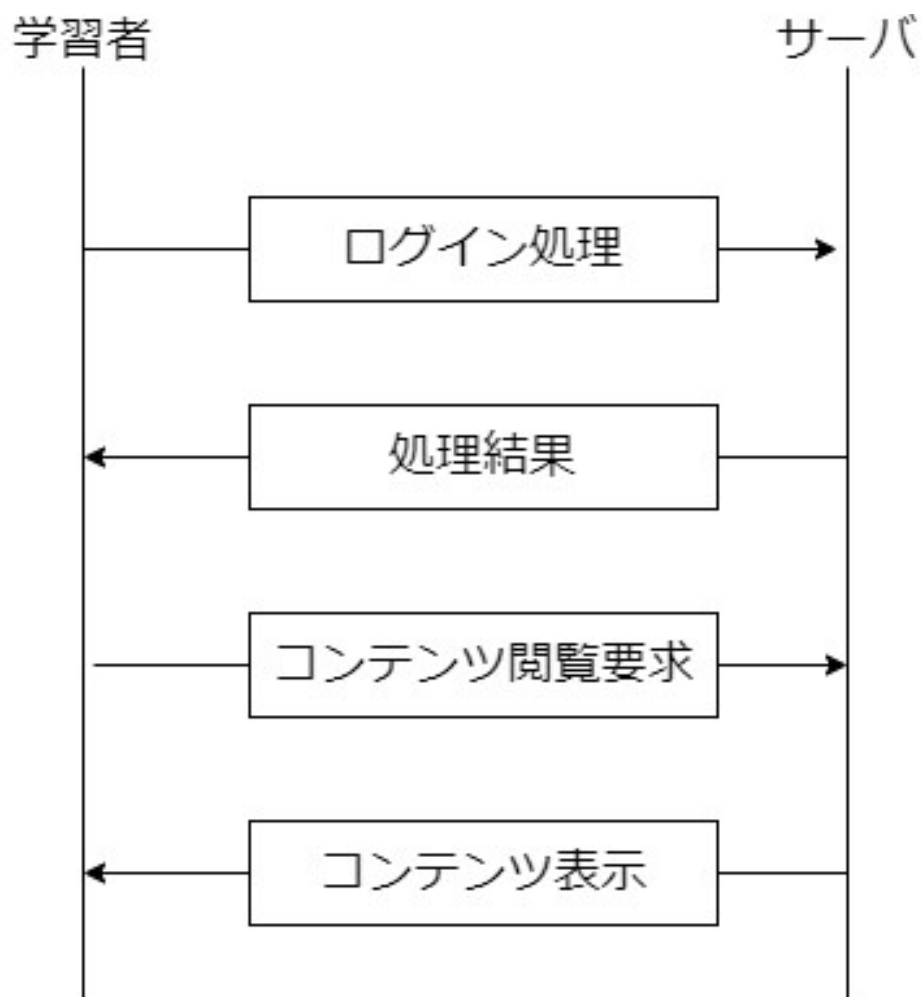 学習者
サーバ
ログイン処理
処理結果
コンテンツ閲覧要求
コンテンツ表示